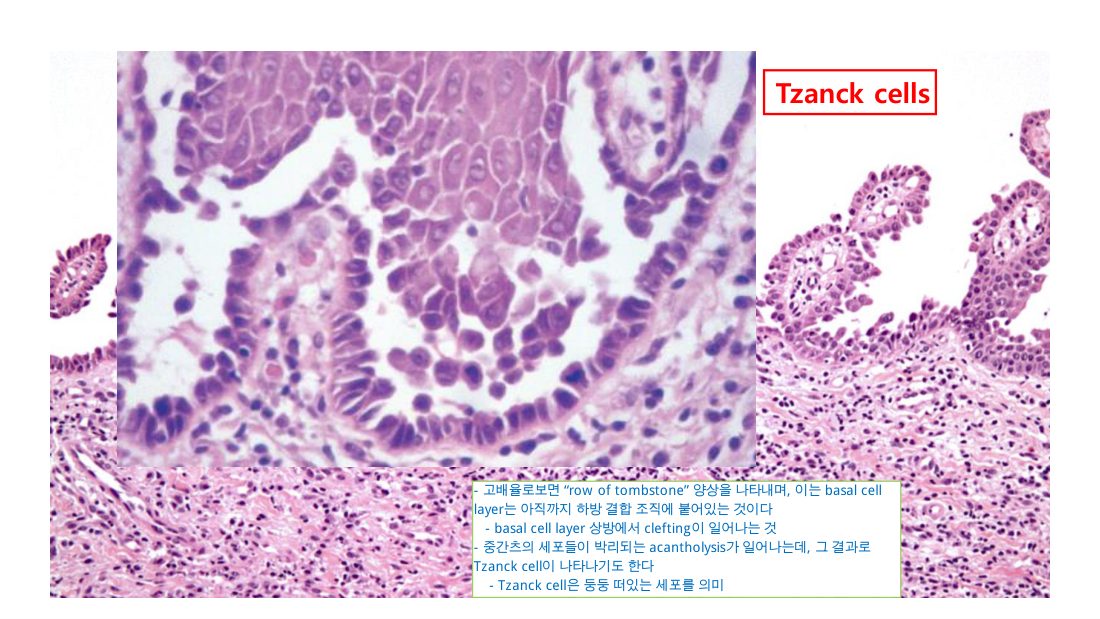 Tzanck cells
- 고배율로보면 “row of tombstone” 양상을 나타내며, 이는 basal cell
layer는 아직까지 하방 결합 조직에 붙어있는 것이다
- basal cell layer 상방에서 clefting이 일어나는 것
- 중간츠의 세포들이 박리되는 acantholysis가 일어나는데, 그 결과로
Tzanck cell이 나타나기도 한다
- Tzanck cell은 둥둥 떠있는 세포를 의미